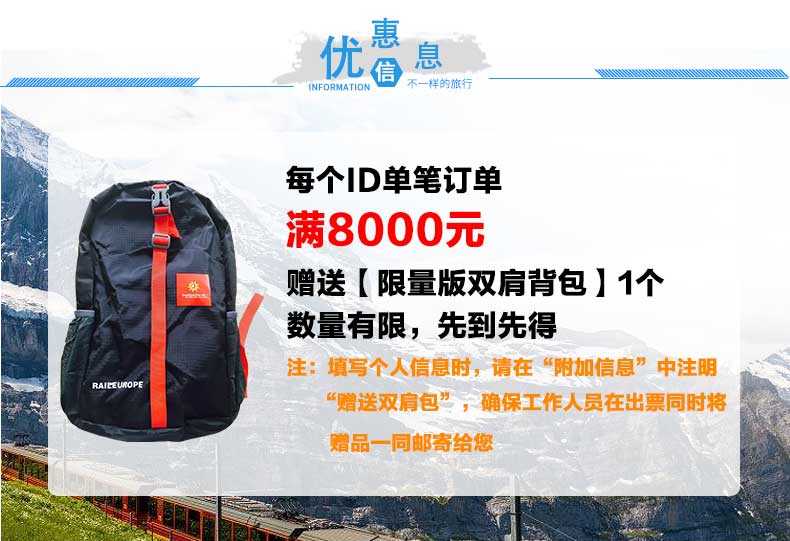 优惠信息
INFORMATION 不一样的旅行
每个ID单笔订单
满8000元
赠送【限量版双肩背包】1个
数量有限，先到先得
注：填写个人信息时，请在“附加信息”中注明
“赠送双肩包”，确保工作人员在出票同时将
赠品一同邮寄给您
RAILEUROPE